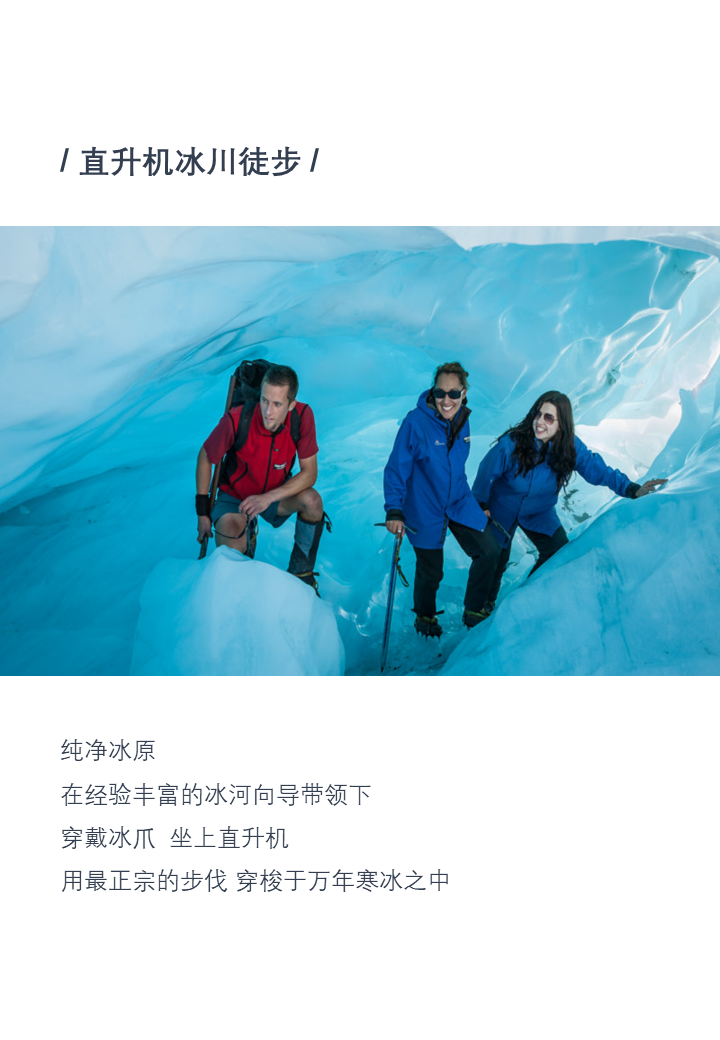 / 直升机冰川徒步 /
纯净冰原
在经验丰富的冰河向导带领下
穿戴冰爪 坐上直升机
用最正宗的步伐 穿梭于万年寒冰之中